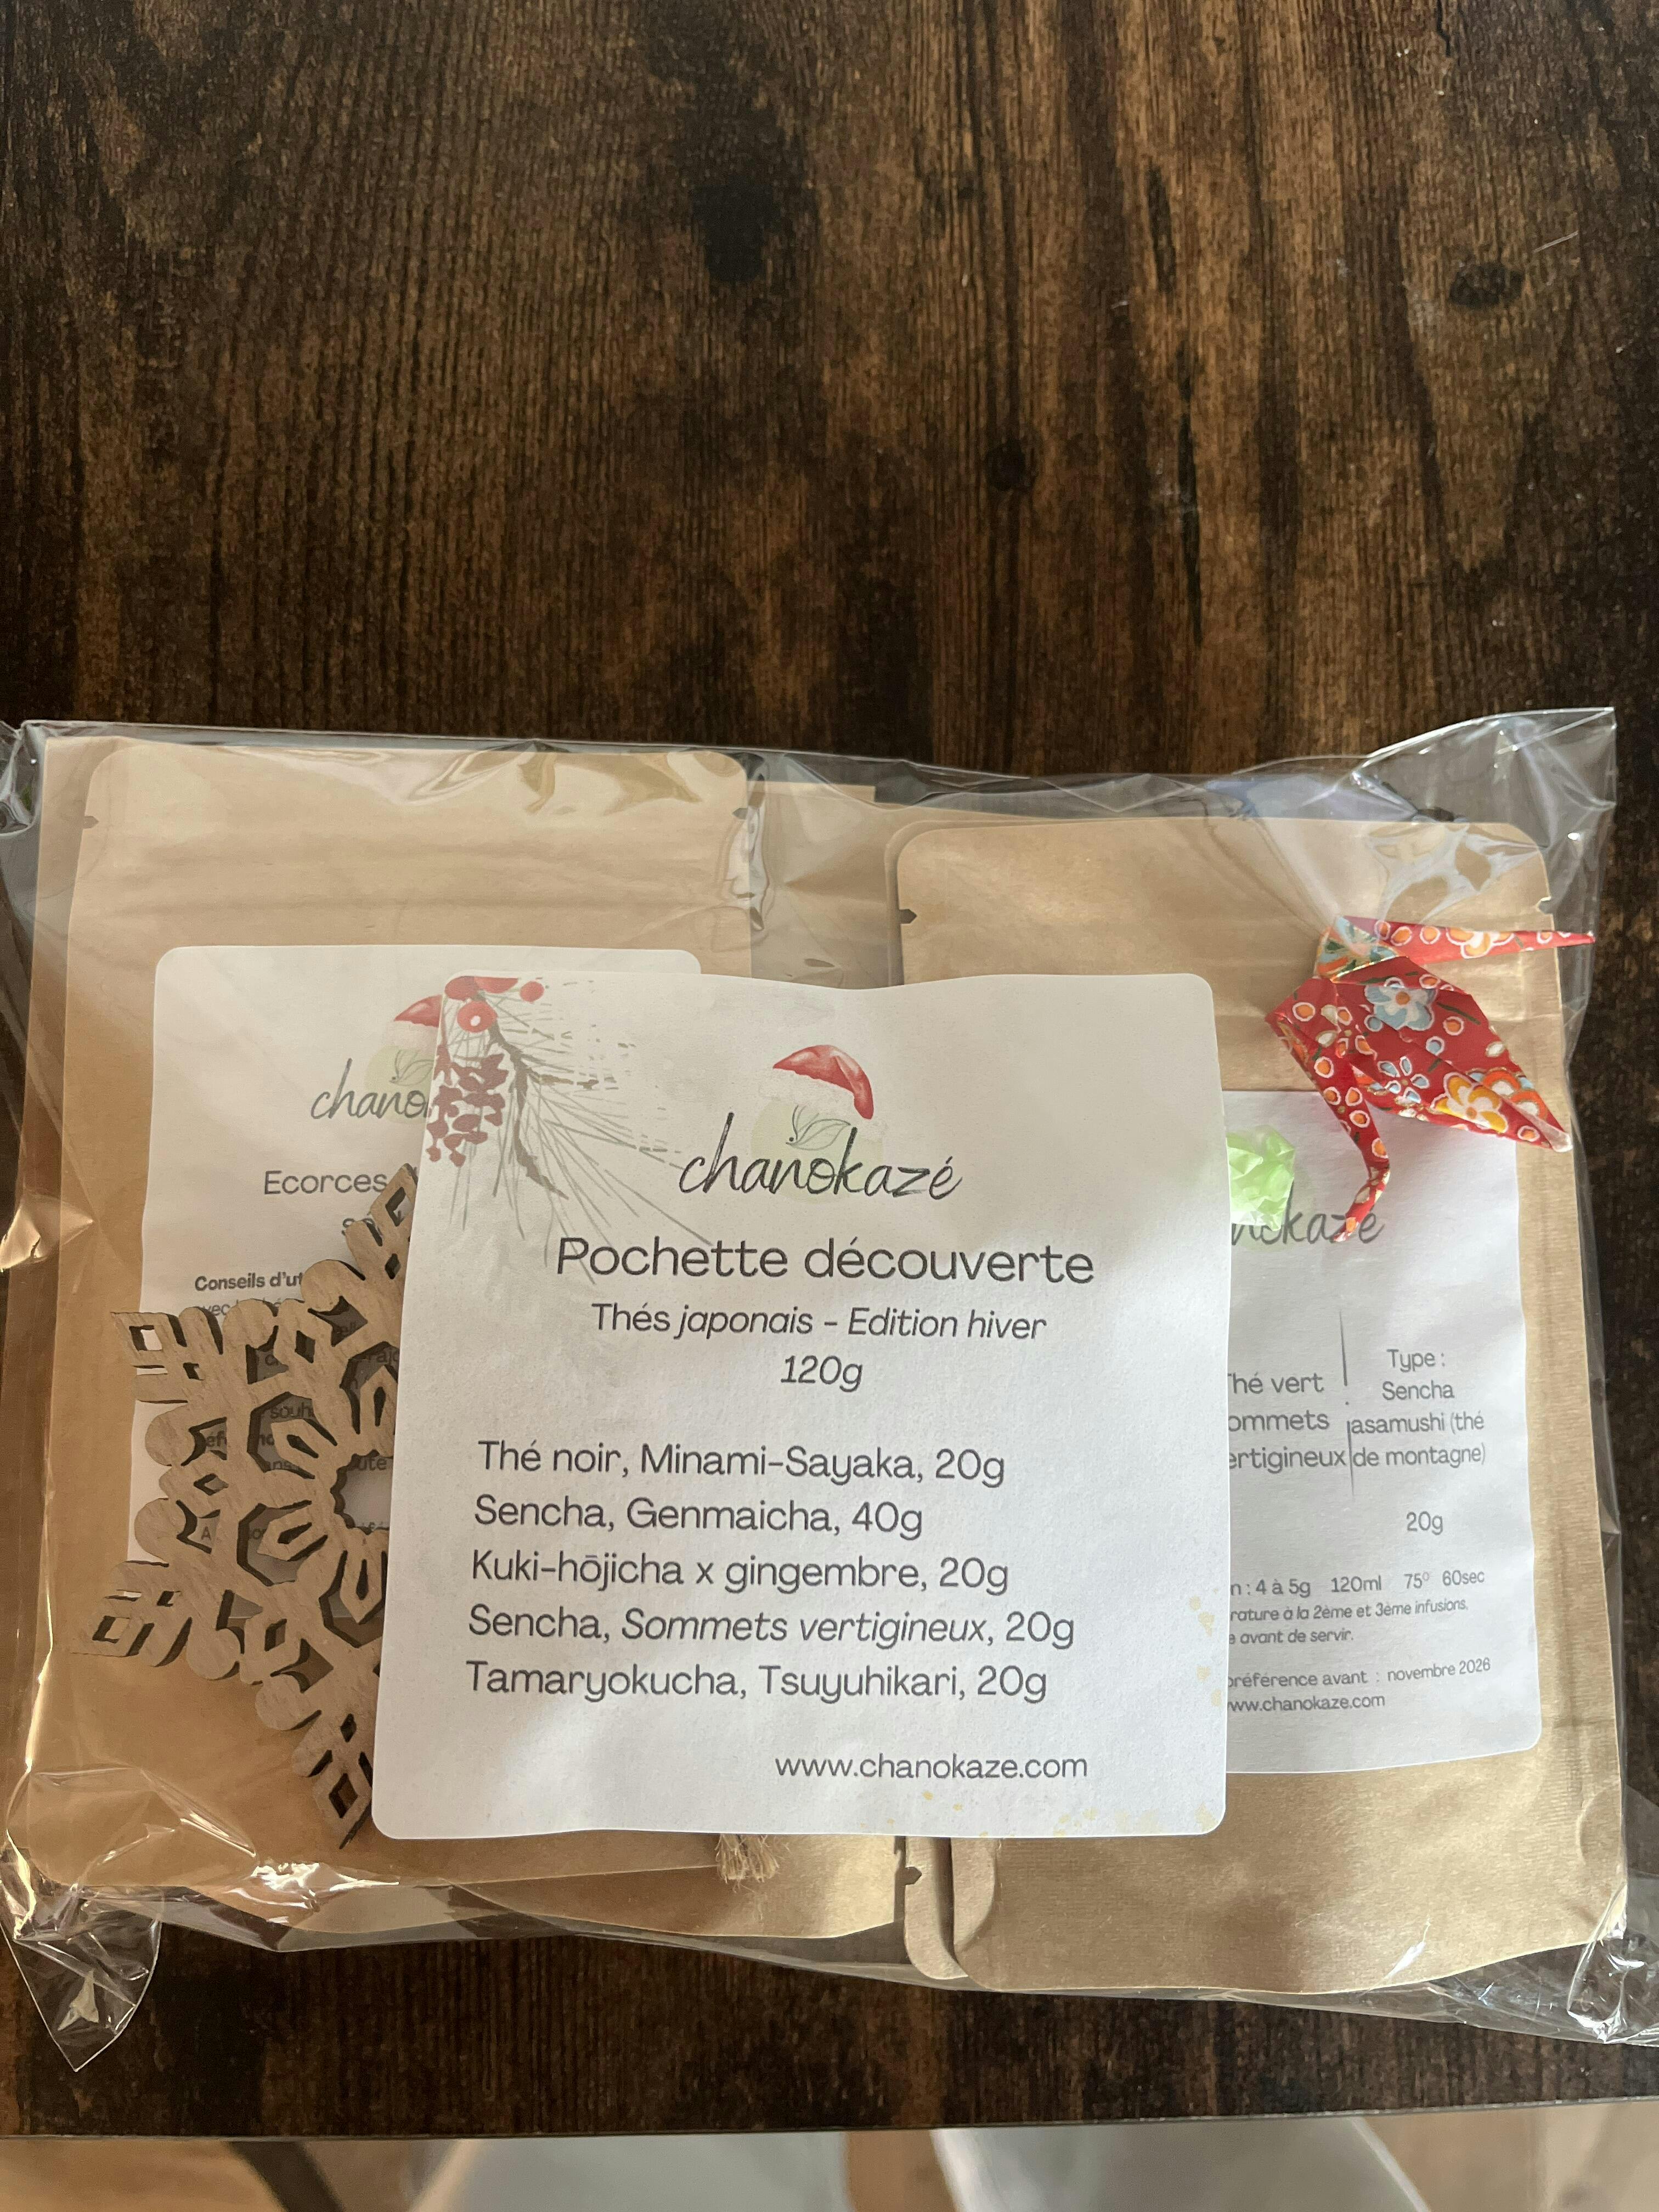 chanokazé
Pochette découverte
Thés japonais - Edition hiver
120g
Thé noir, Minami-Sayaka, 20g
Sencha, Genmaicha, 40g
Kuki-hōjicha x gingembre, 20g
Sencha, Sommets vertigineux, 20g
Tamaryokucha, Tsuyuhikari, 20g
www.chanokaze.com
chano
Ecorces
Conseils d'ut
nokazé
Thé vert
ommets
ertigineux
Type :
Sencha
asamushi (thé
de montagne)
20g
n : 4 à 5g 120ml 75° 60sec
rature à la 2ème et 3ème infusions,
e avant de servir.
préférence avant : novembre 2026
www.chanokaze.com